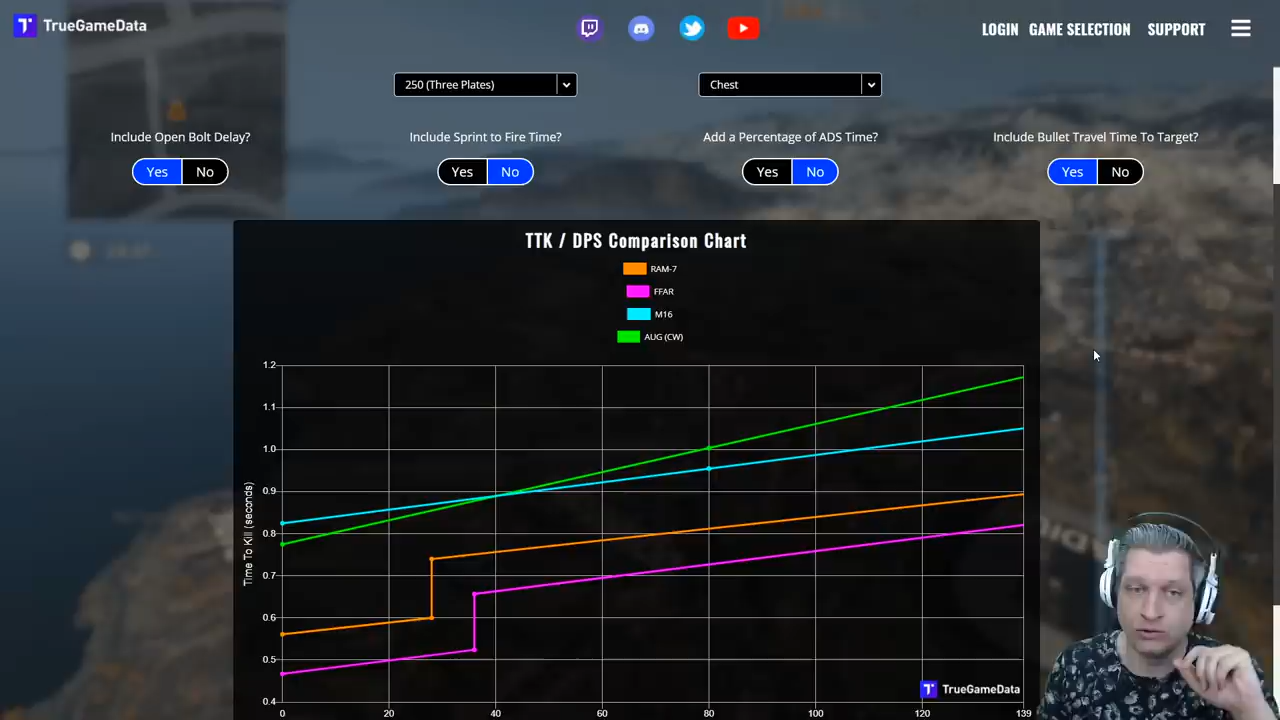 TrueGameData
LOGIN GAME SELECTION SUPPORT
250 (Three Plates)
Chest
Include Open Bolt Delay?
Include Sprint to Fire Time?
Add a Percentage of ADS Time?
Include Bullet Travel Time To Target?
Yes No
Yes No
Yes No
Yes No
TTK / DPS Comparison Chart
RAM-7
FFAR
M16
AUG (CW)
1.2
1.1
1.0
0.9
0.8
0.7
0.6
0.5
0.4
Time To Kill (seconds)
TrueGameData
0 20 40 60 80 100 120 139